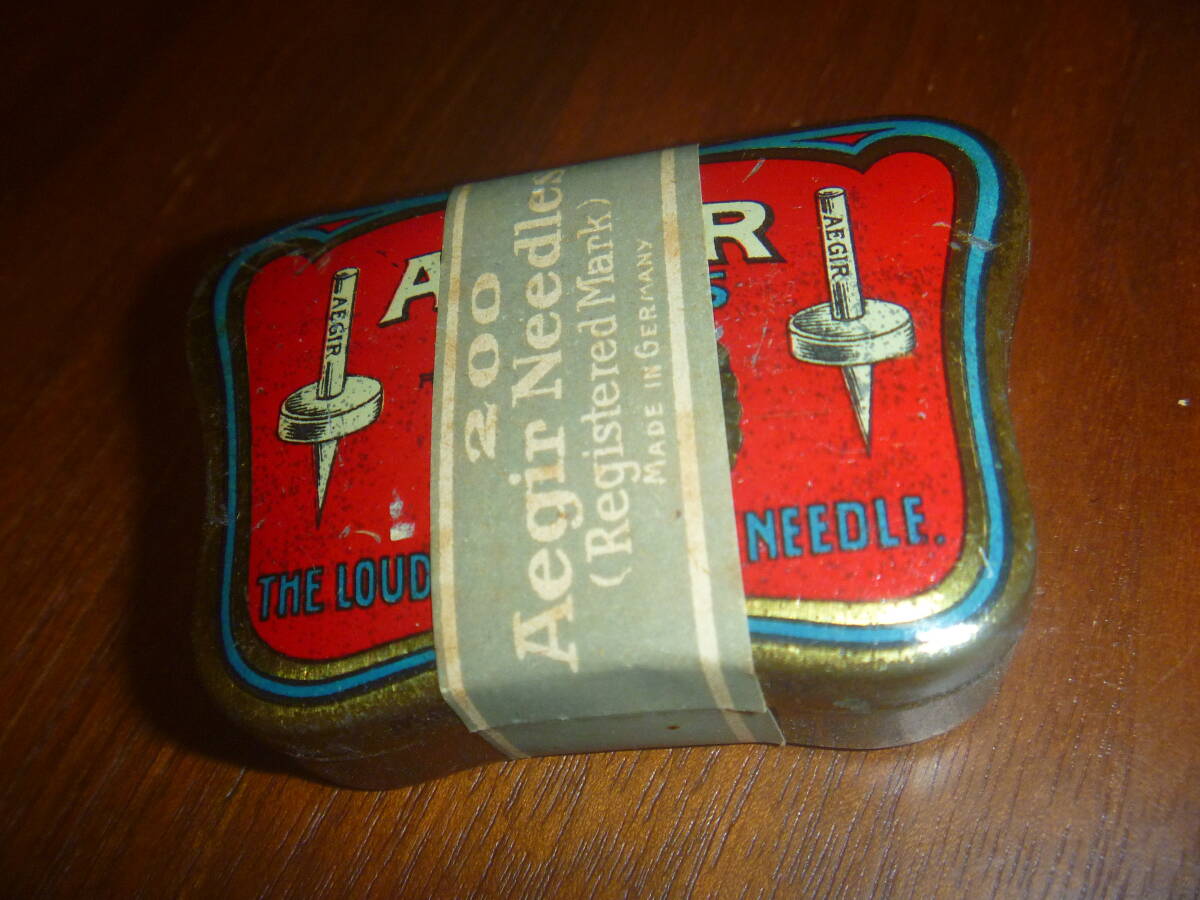 200
Aegir Needles
(Registered Mark)
MADE IN GERMANY
A R
'S
AEGIR
AEGIR
THE LOUD NEEDLE.